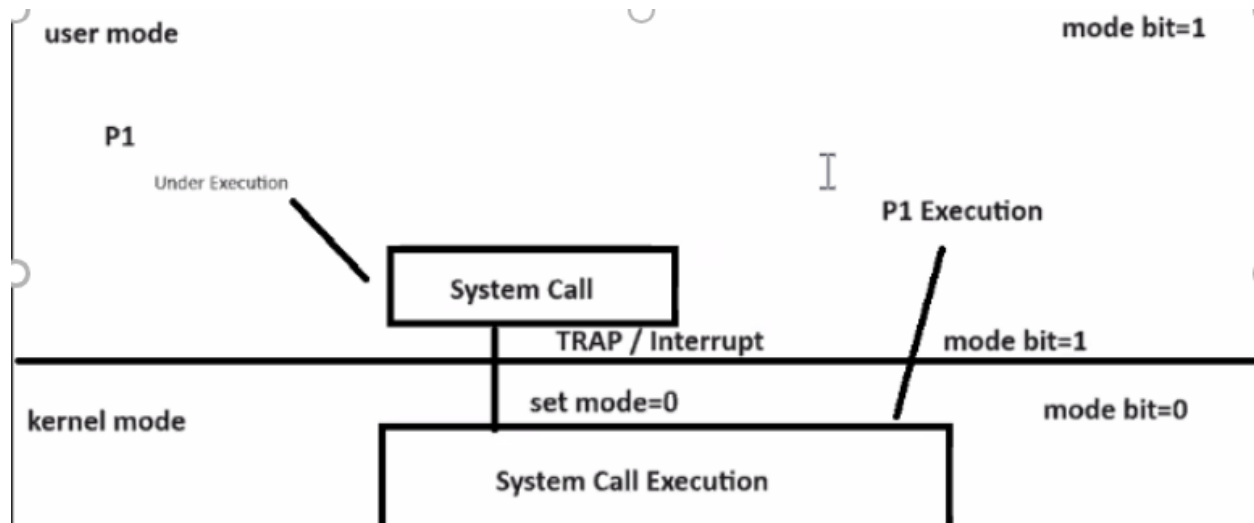 user mode
mode bit=1
P1
Under Execution
P1 Execution
System Call
TRAP / Interrupt
mode bit=1
set mode=0
mode bit=0
kernel mode
System Call Execution